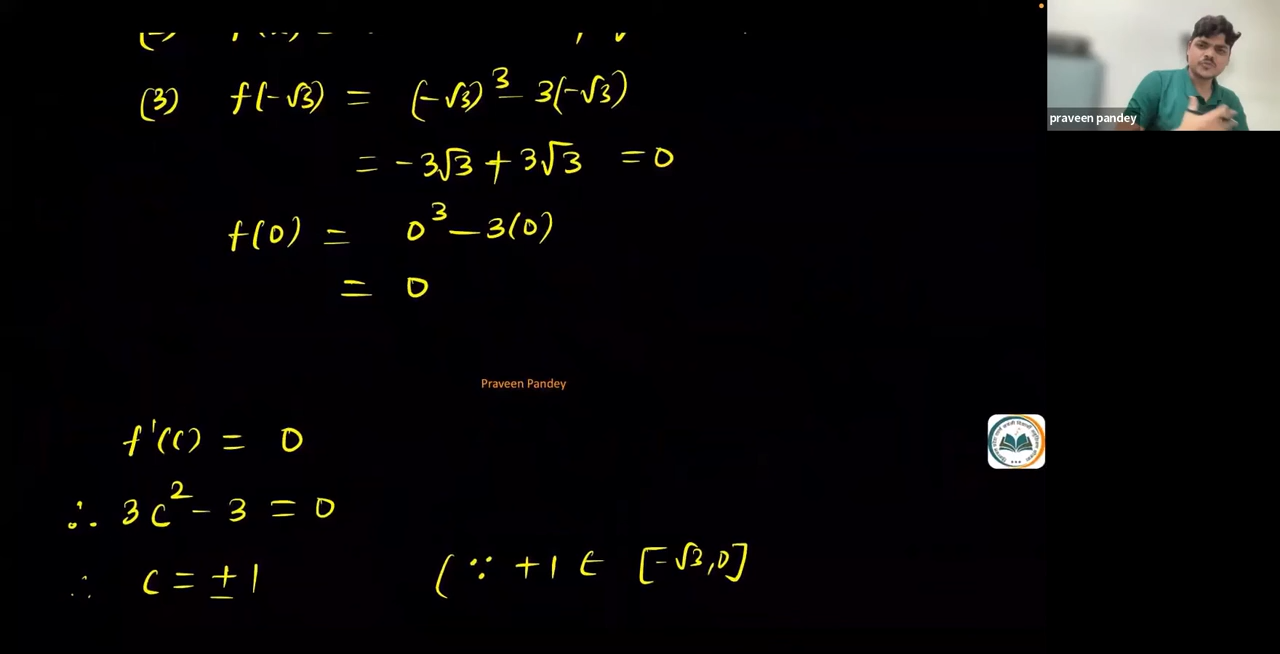 praveen pandey
(3) f(-√3) = (-√3)³ - 3(-√3)
= -3√3 + 3√3 = 0
f(0) = 0³ - 3(0)
= 0
Praveen Pandey
f'(c) = 0
∴ 3c² - 3 = 0
∴ c = ±1 (∵ +1 ∈ [-√3,0]